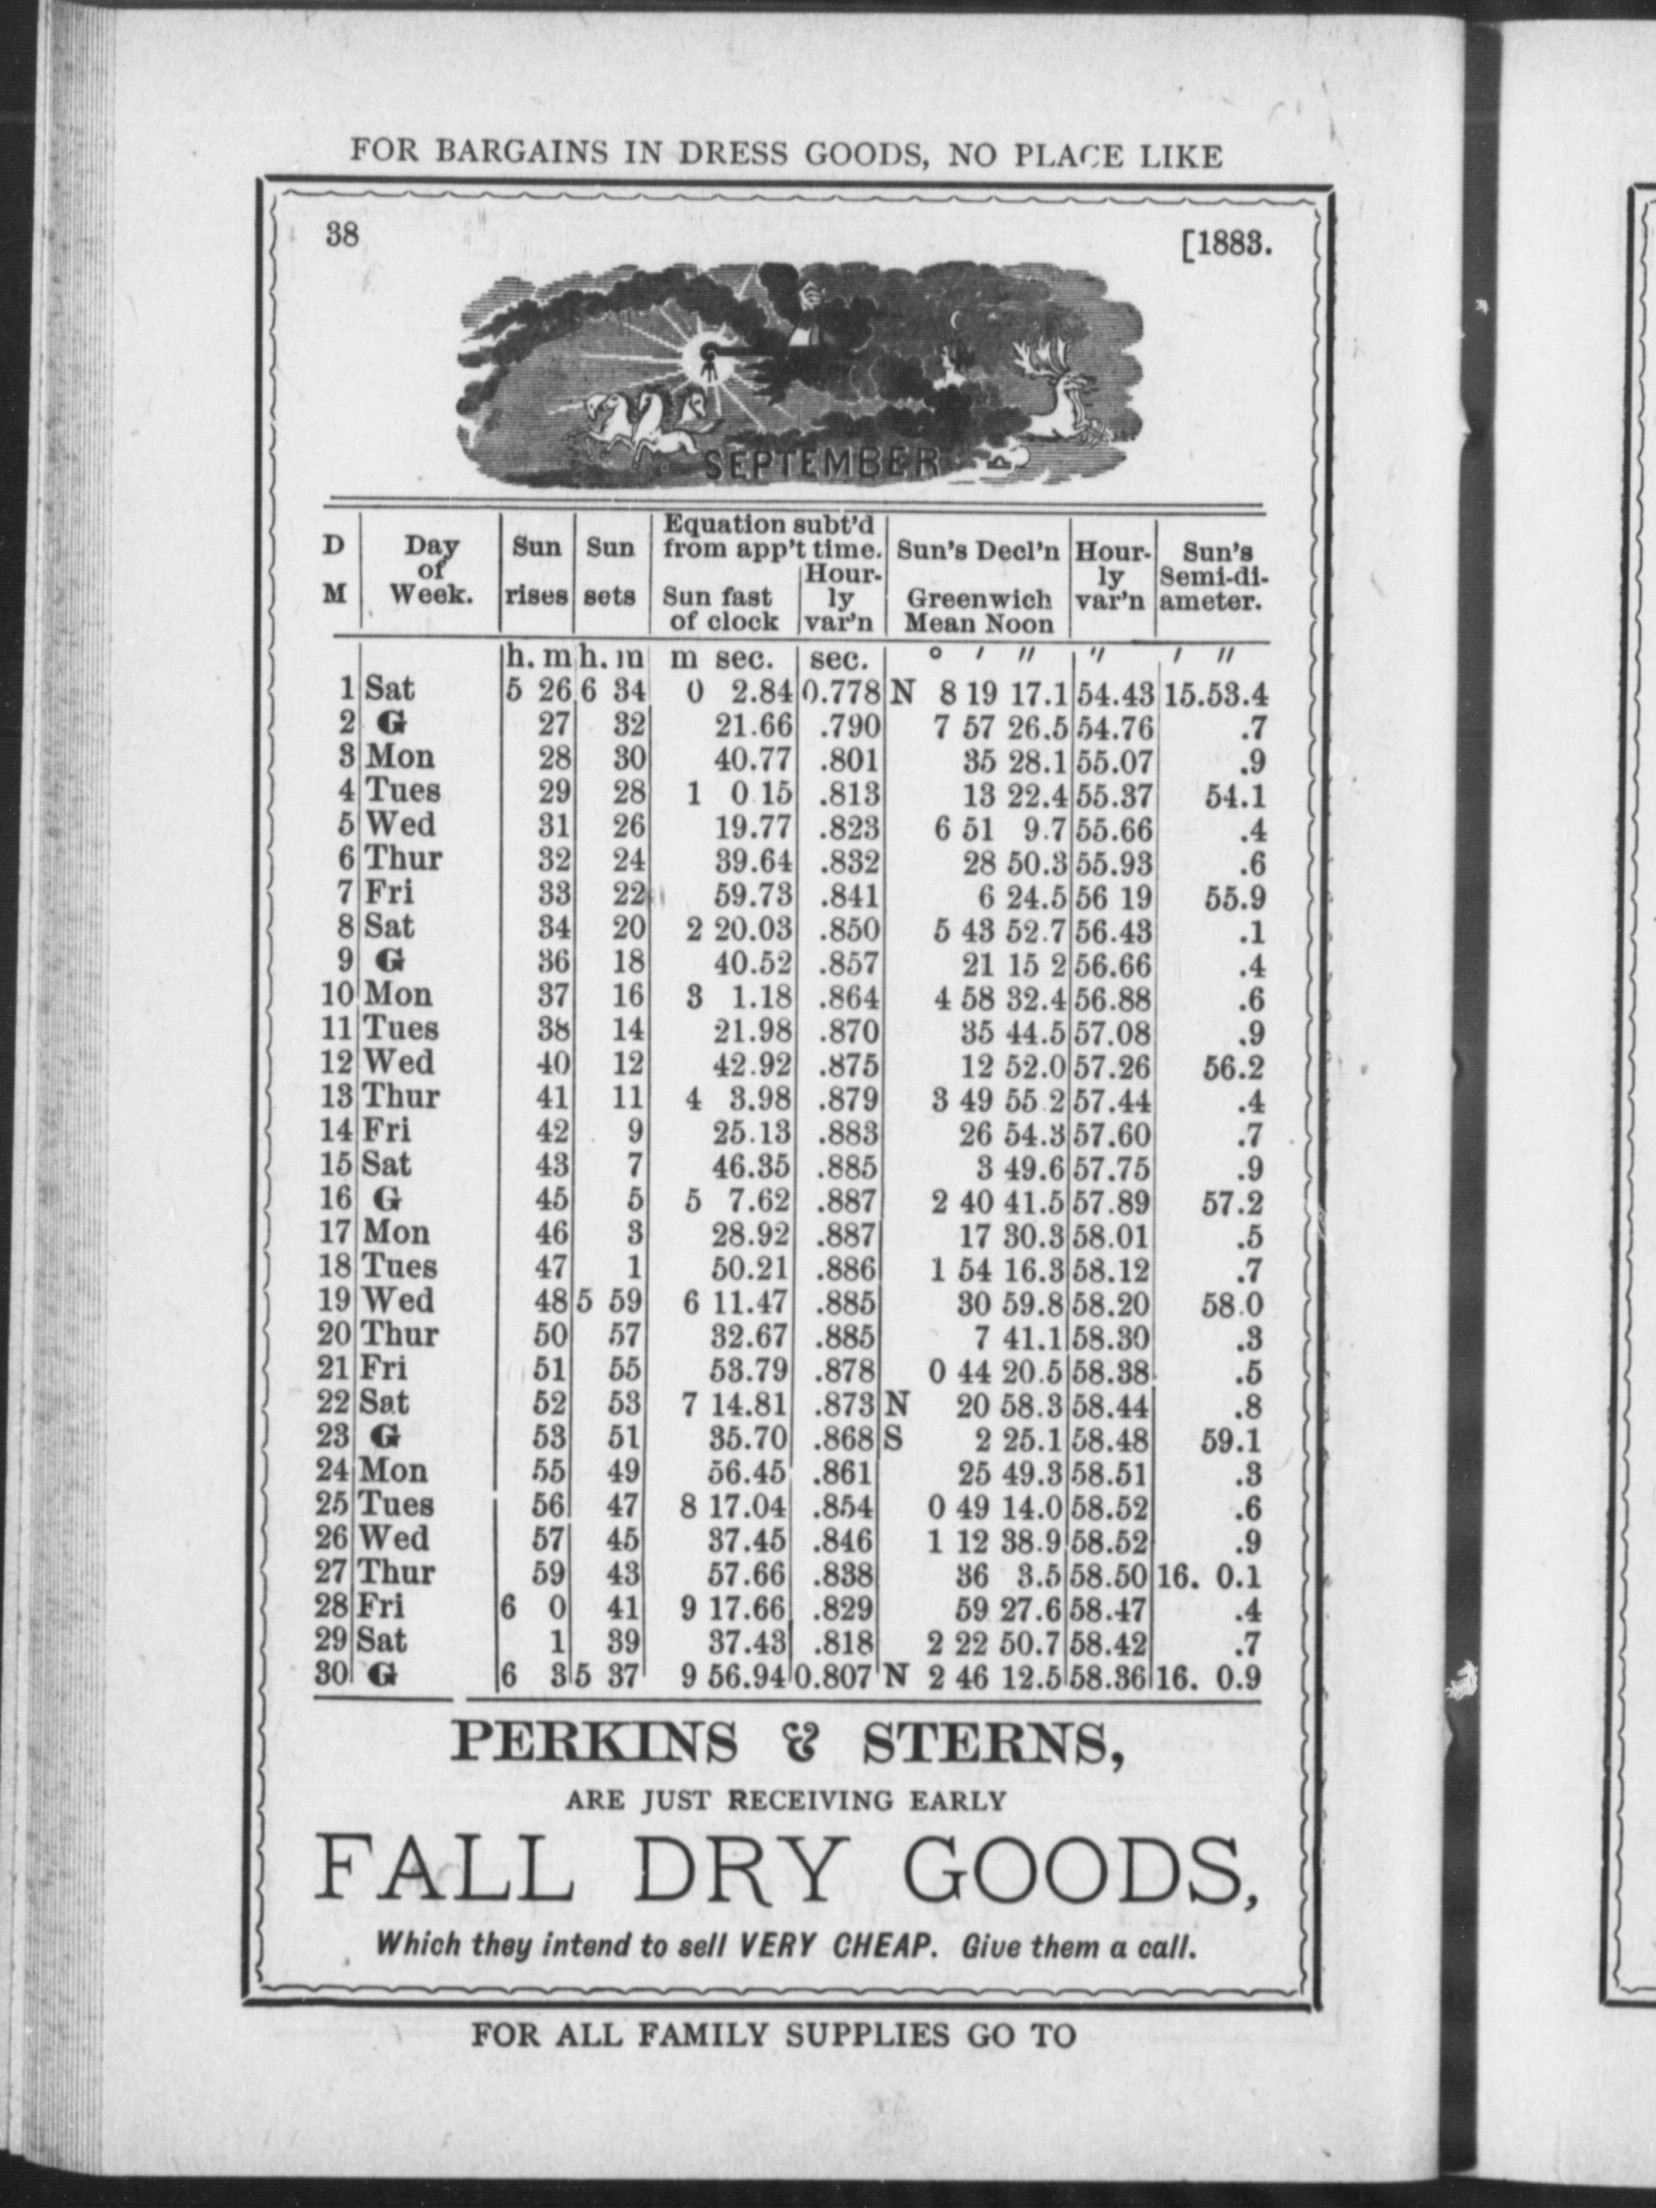 FOR BARGAINS IN DRESS GOODS, NO PLACE LIKE
38 [1883.
SEPTEMBER
D M | Day of Week. | Sun rises | Sun sets | Equation subt'd from app't time. Sun fast of clock | Hour-ly var'n | Sun's Decl'n Greenwich Mean Noon | Hour-ly var'n | Sun's Semi-di-ameter.
h. m h. m m sec. sec. ° ′ ″ ″ ′ ″
1 Sat 5 26 6 34 0 2.84 0.778 N 8 19 17.1 54.43 15.53.4
2 G 27 32 21.66 .790 7 57 26.5 54.76 .7
3 Mon 28 30 40.77 .801 35 28.1 55.07 .9
4 Tues 29 28 1 0 15 .813 13 22.4 55.37 54.1
5 Wed 31 26 19.77 .823 6 51 9.7 55.66 .4
6 Thur 32 24 39.64 .832 28 50.3 55.93 .6
7 Fri 33 22 59.73 .841 6 24.5 56 19 55.9
8 Sat 34 20 2 20.03 .850 5 43 52.7 56.43 .1
9 G 36 18 40.52 .857 21 15 2 56.66 .4
10 Mon 37 16 3 1.18 .864 4 58 32.4 56.88 .6
11 Tues 38 14 21.98 .870 35 44.5 57.08 .9
12 Wed 40 12 42.92 .875 12 52.0 57.26 56.2
13 Thur 41 11 4 3.98 .879 3 49 55.2 57.44 .4
14 Fri 42 9 25.13 .883 26 54.3 57.60 .7
15 Sat 43 7 46.35 .885 3 49.6 57.75 .9
16 G 45 5 5 7.62 .887 2 40 41.5 57.89 57.2
17 Mon 46 3 28.92 .887 17 30.3 58.01 .5
18 Tues 47 1 50.21 .886 1 54 16.3 58.12 .7
19 Wed 48 5 59 6 11.47 .885 30 59.8 58.20 58.0
20 Thur 50 57 32.67 .885 7 41.1 58.30 .3
21 Fri 51 55 53.79 .878 0 44 20.5 58.38 .5
22 Sat 52 53 7 14.81 .873 N 20 58.3 58.44 .8
23 G 53 51 35.70 .868 S 2 25.1 58.48 59.1
24 Mon 55 49 56.45 .861 25 49.3 58.51 .3
25 Tues 56 47 8 17.04 .854 0 49 14.0 58.52 .6
26 Wed 57 45 37.45 .846 1 12 38.9 58.52 .9
27 Thur 59 43 57.66 .838 36 3.5 58.50 16. 0.1
28 Fri 6 0 41 9 17.66 .829 59 27.6 58.47 .4
29 Sat 1 39 37.43 .818 2 22 50.7 58.42 .7
30 G 6 3 5 37 9 56.94 0.807 N 2 46 12.5 58.36 16. 0.9
PERKINS & STERNS,
ARE JUST RECEIVING EARLY
FALL DRY GOODS,
Which they intend to sell VERY CHEAP. Give them a call.
FOR ALL FAMILY SUPPLIES GO TO